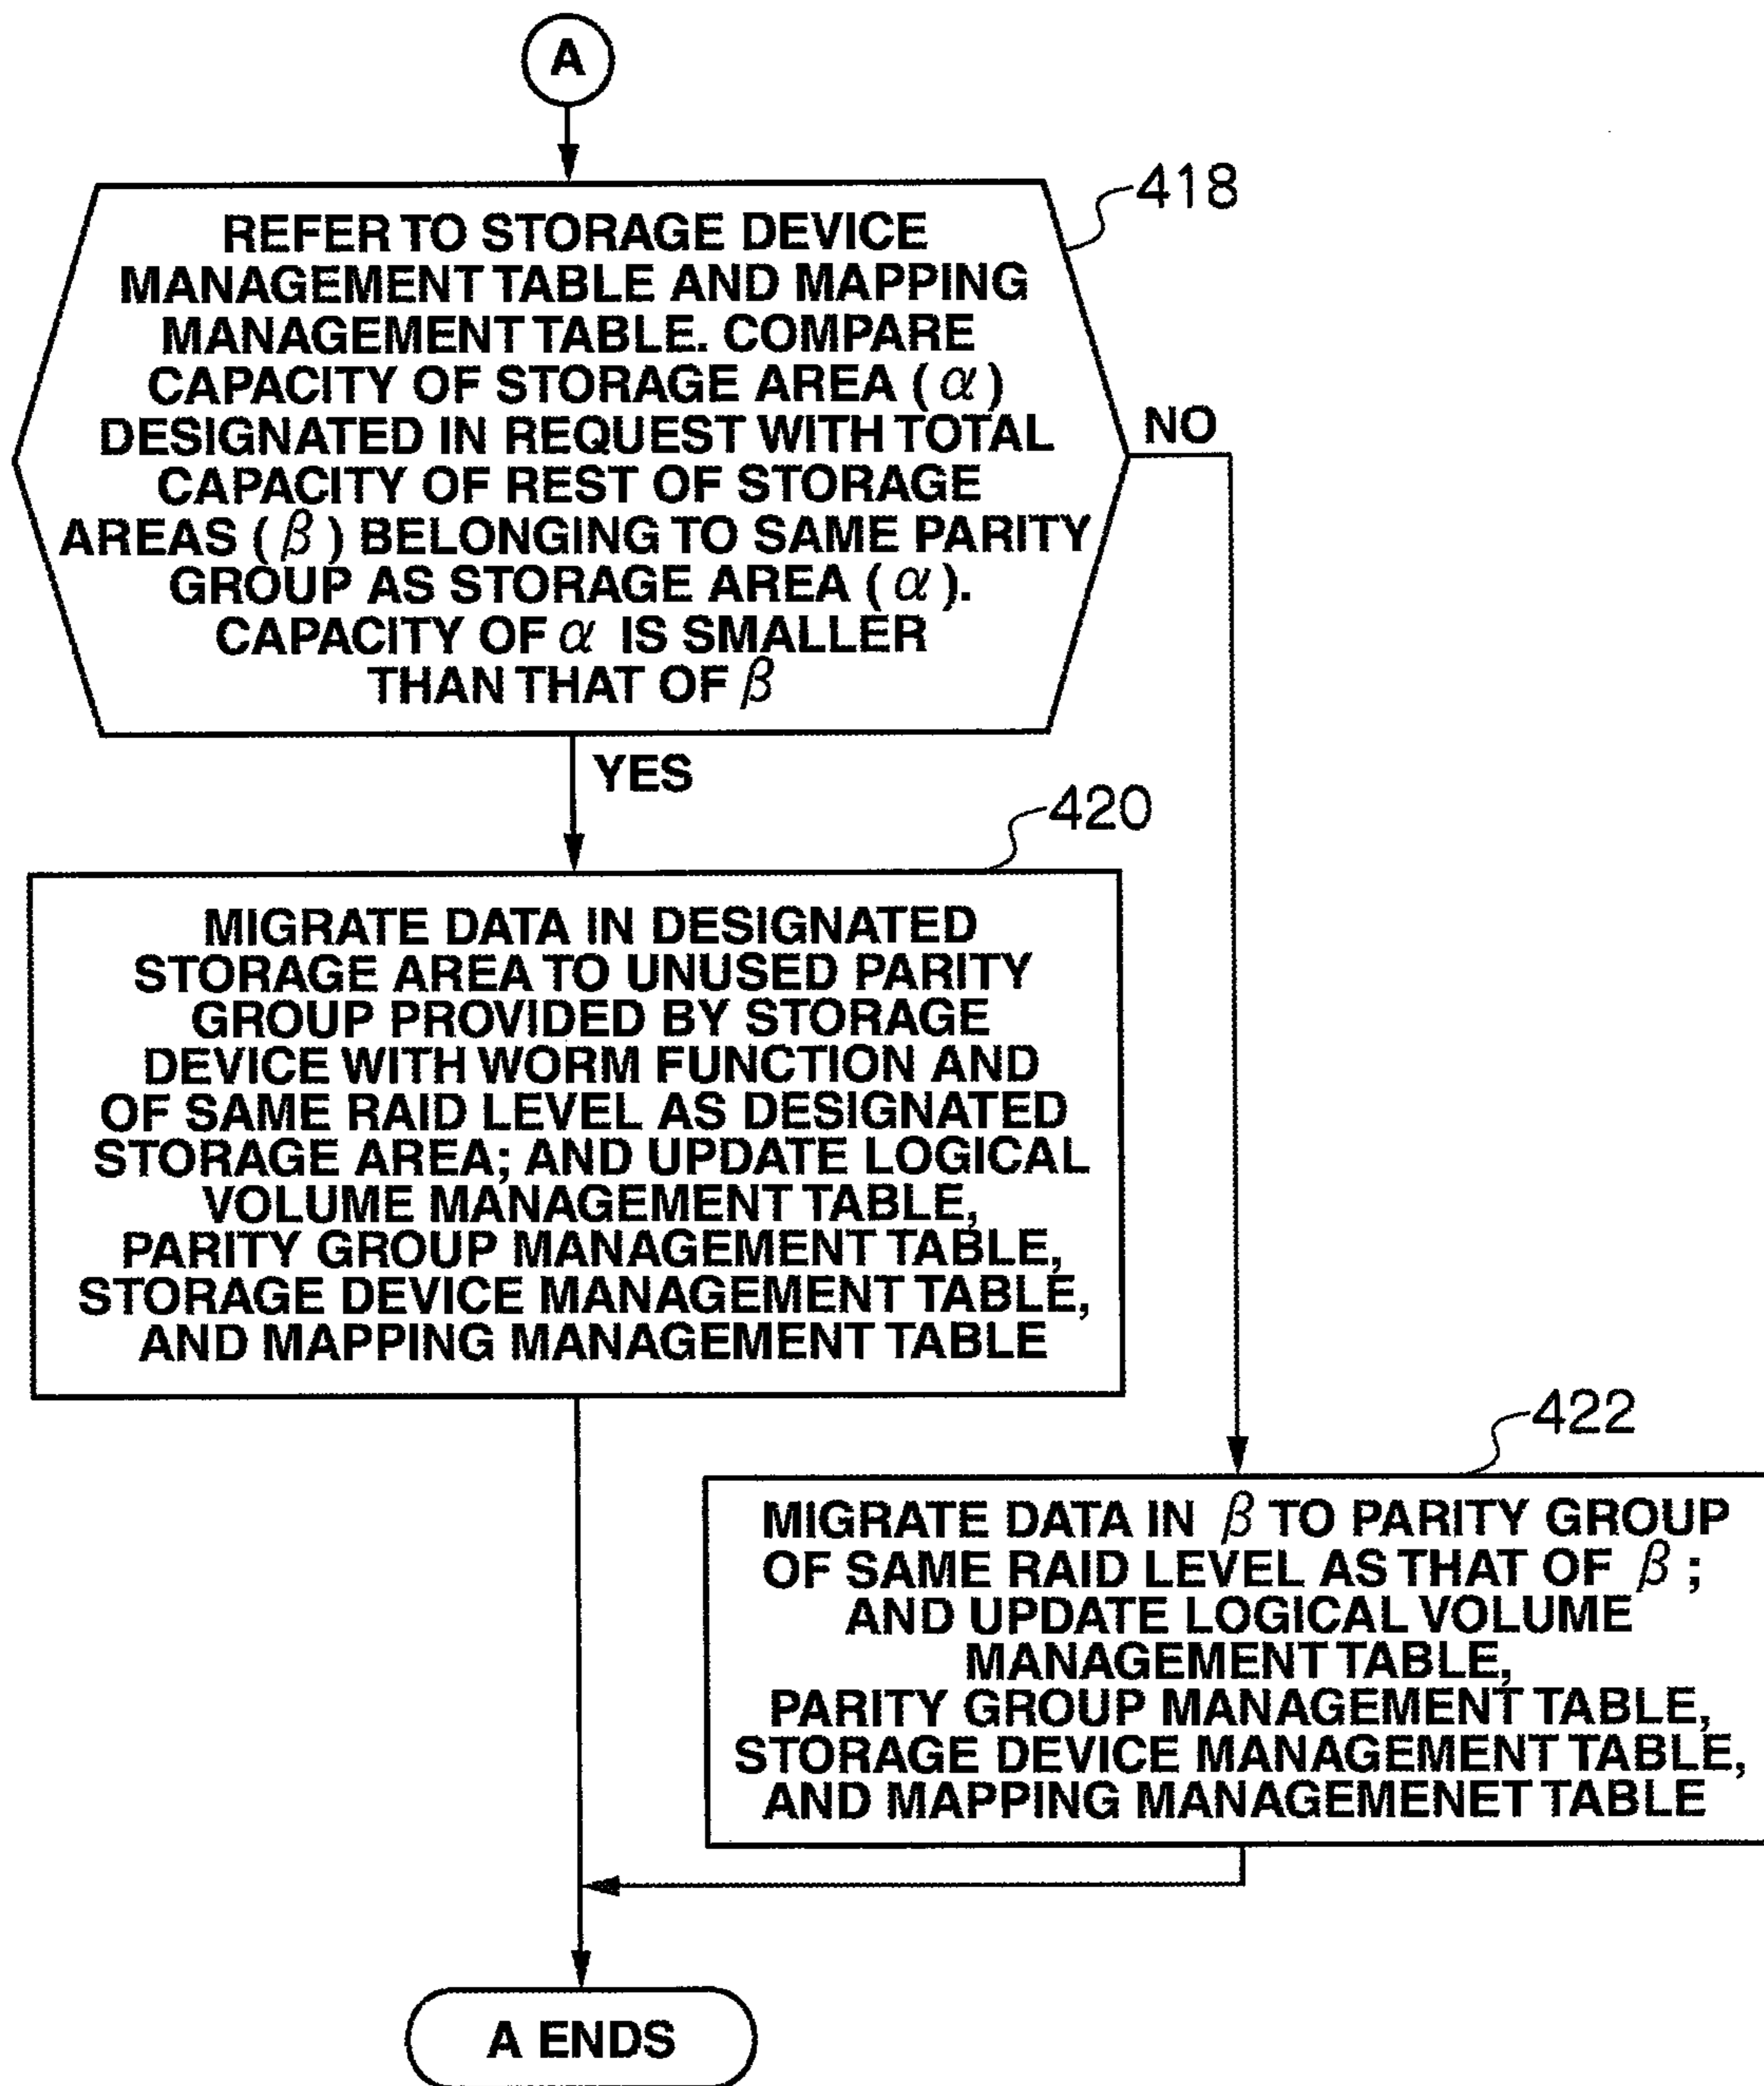 A
REFER TO STORAGE DEVICE
MANAGEMENT TABLE AND MAPPING
MANAGEMENT TABLE. COMPARE
CAPACITY OF STORAGE AREA (α)
DESIGNATED IN REQUEST WITH TOTAL
CAPACITY OF REST OF STORAGE
AREAS (β) BELONGING TO SAME PARITY
GROUP AS STORAGE AREA (α).
CAPACITY OF α IS SMALLER
THAN THAT OF β
418
NO
YES
420
MIGRATE DATA IN DESIGNATED
STORAGE AREA TO UNUSED PARITY
GROUP PROVIDED BY STORAGE
DEVICE WITH WORM FUNCTION AND
OF SAME RAID LEVEL AS DESIGNATED
STORAGE AREA; AND UPDATE LOGICAL
VOLUME MANAGEMENT TABLE,
PARITY GROUP MANAGEMENT TABLE,
STORAGE DEVICE MANAGEMENT TABLE,
AND MAPPING MANAGEMENT TABLE
422
MIGRATE DATA IN β TO PARITY GROUP
OF SAME RAID LEVEL AS THAT OF β ;
AND UPDATE LOGICAL VOLUME
MANAGEMENT TABLE,
PARITY GROUP MANAGEMENT TABLE,
STORAGE DEVICE MANAGEMENT TABLE,
AND MAPPING MANAGEMENET TABLE
A ENDS